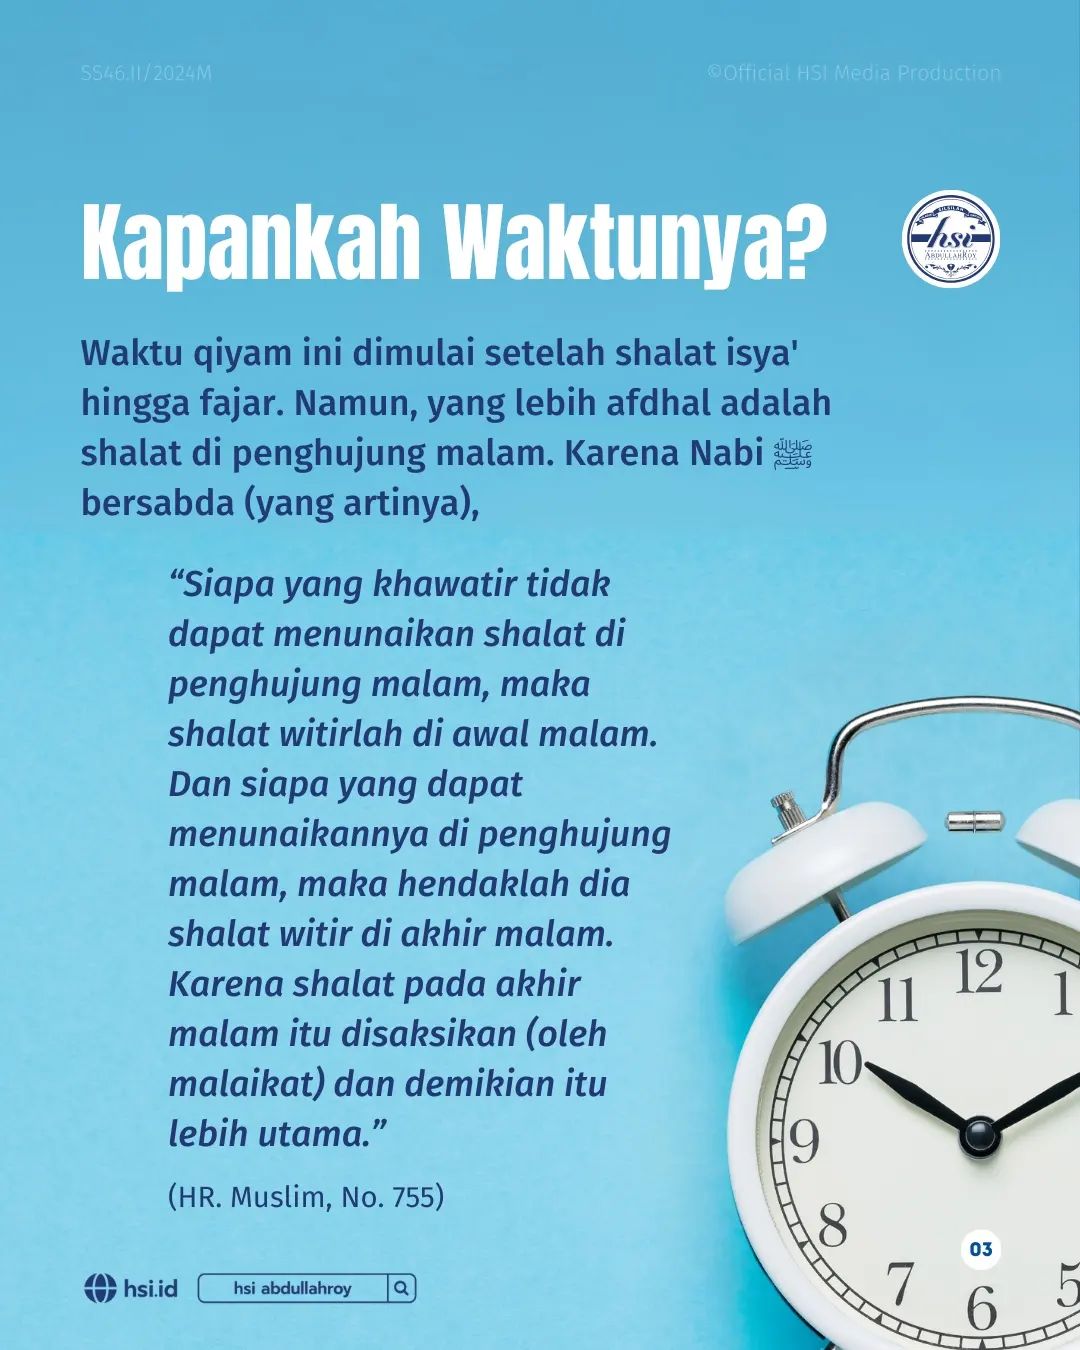 SS46.II/2024M
©Official HSI Media Production
Kapankah Waktunya?
SILSILAH
hsi
ABDULLAHROY
Waktu qiyam ini dimulai setelah shalat isya'
hingga fajar. Namun, yang lebih afdhal adalah
shalat di penghujung malam. Karena Nabi ﷺ
bersabda (yang artinya),
“Siapa yang khawatir tidak
dapat menunaikan shalat di
penghujung malam, maka
shalat witirlah di awal malam.
Dan siapa yang dapat
menunaikannya di penghujung
malam, maka hendaklah dia
shalat witir di akhir malam.
Karena shalat pada akhir
malam itu disaksikan (oleh
malaikat) dan demikian itu
lebih utama.”
(HR. Muslim, No. 755)
12
11
1
10
9
8
7
6
5
03
hsi.id
hsi abdullahroy